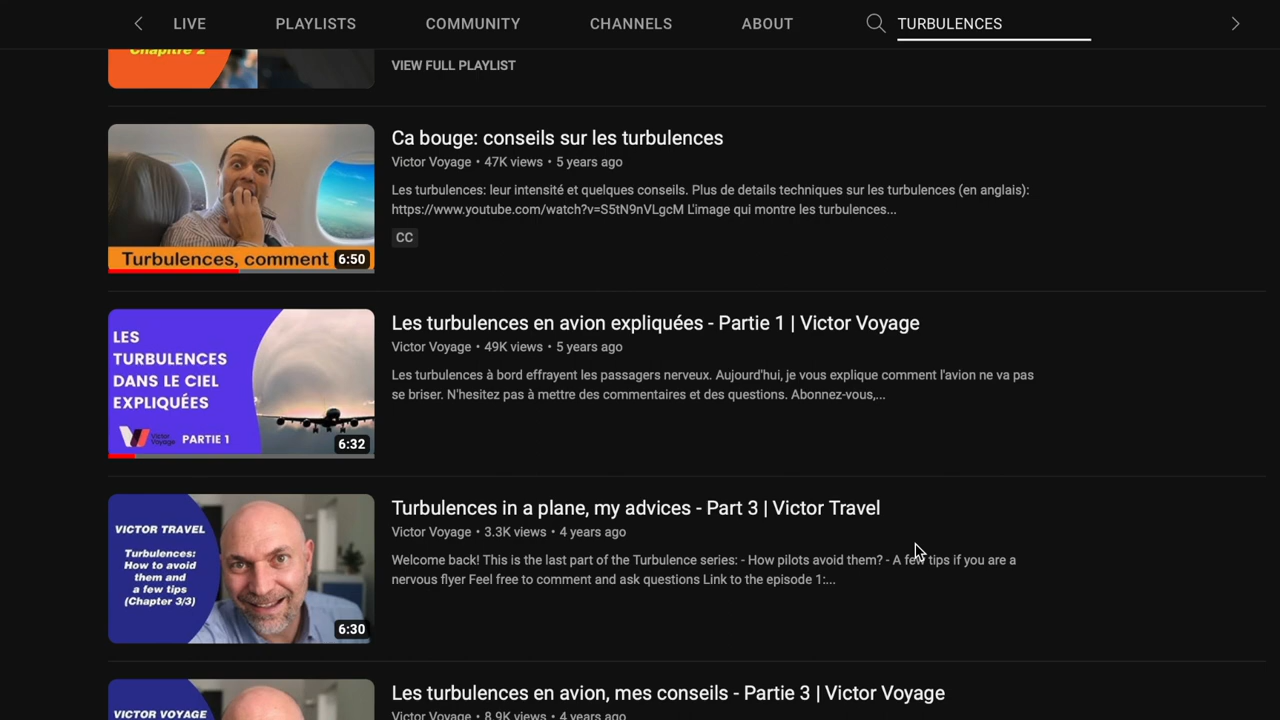 LIVE PLAYLISTS COMMUNITY CHANNELS ABOUT TURBULENCES
Chapitre 2
VIEW FULL PLAYLIST
Turbulences, comment
6:50
Ca bouge: conseils sur les turbulences
Victor Voyage • 47K views • 5 years ago
Les turbulences: leur intensité et quelques conseils. Plus de details techniques sur les turbulences (en anglais):
https://www.youtube.com/watch?v=S5tN9nVLgcM L'image qui montre les turbulences...
CC
LES
TURBULENCES
DANS LE CIEL
EXPLIQUÉES
Victor
Voyage
PARTIE 1
6:32
Les turbulences en avion expliquées - Partie 1 | Victor Voyage
Victor Voyage • 49K views • 5 years ago
Les turbulences à bord effrayent les passagers nerveux. Aujourd'hui, je vous explique comment l'avion ne va pas
se briser. N'hesitez pas à mettre des commentaires et des questions. Abonnez-vous,...
VICTOR TRAVEL
Turbulences:
How to avoid
them and
a few tips
(Chapter 3/3)
6:30
Turbulences in a plane, my advices - Part 3 | Victor Travel
Victor Voyage • 3.3K views • 4 years ago
Welcome back! This is the last part of the Turbulence series: - How pilots avoid them? - A few tips if you are a
nervous flyer Feel free to comment and ask questions Link to the episode 1:...
VICTOR VOYAGE
Les turbulences en avion, mes conseils - Partie 3 | Victor Voyage
Victor Voyage • 8.9K views • 4 years ago